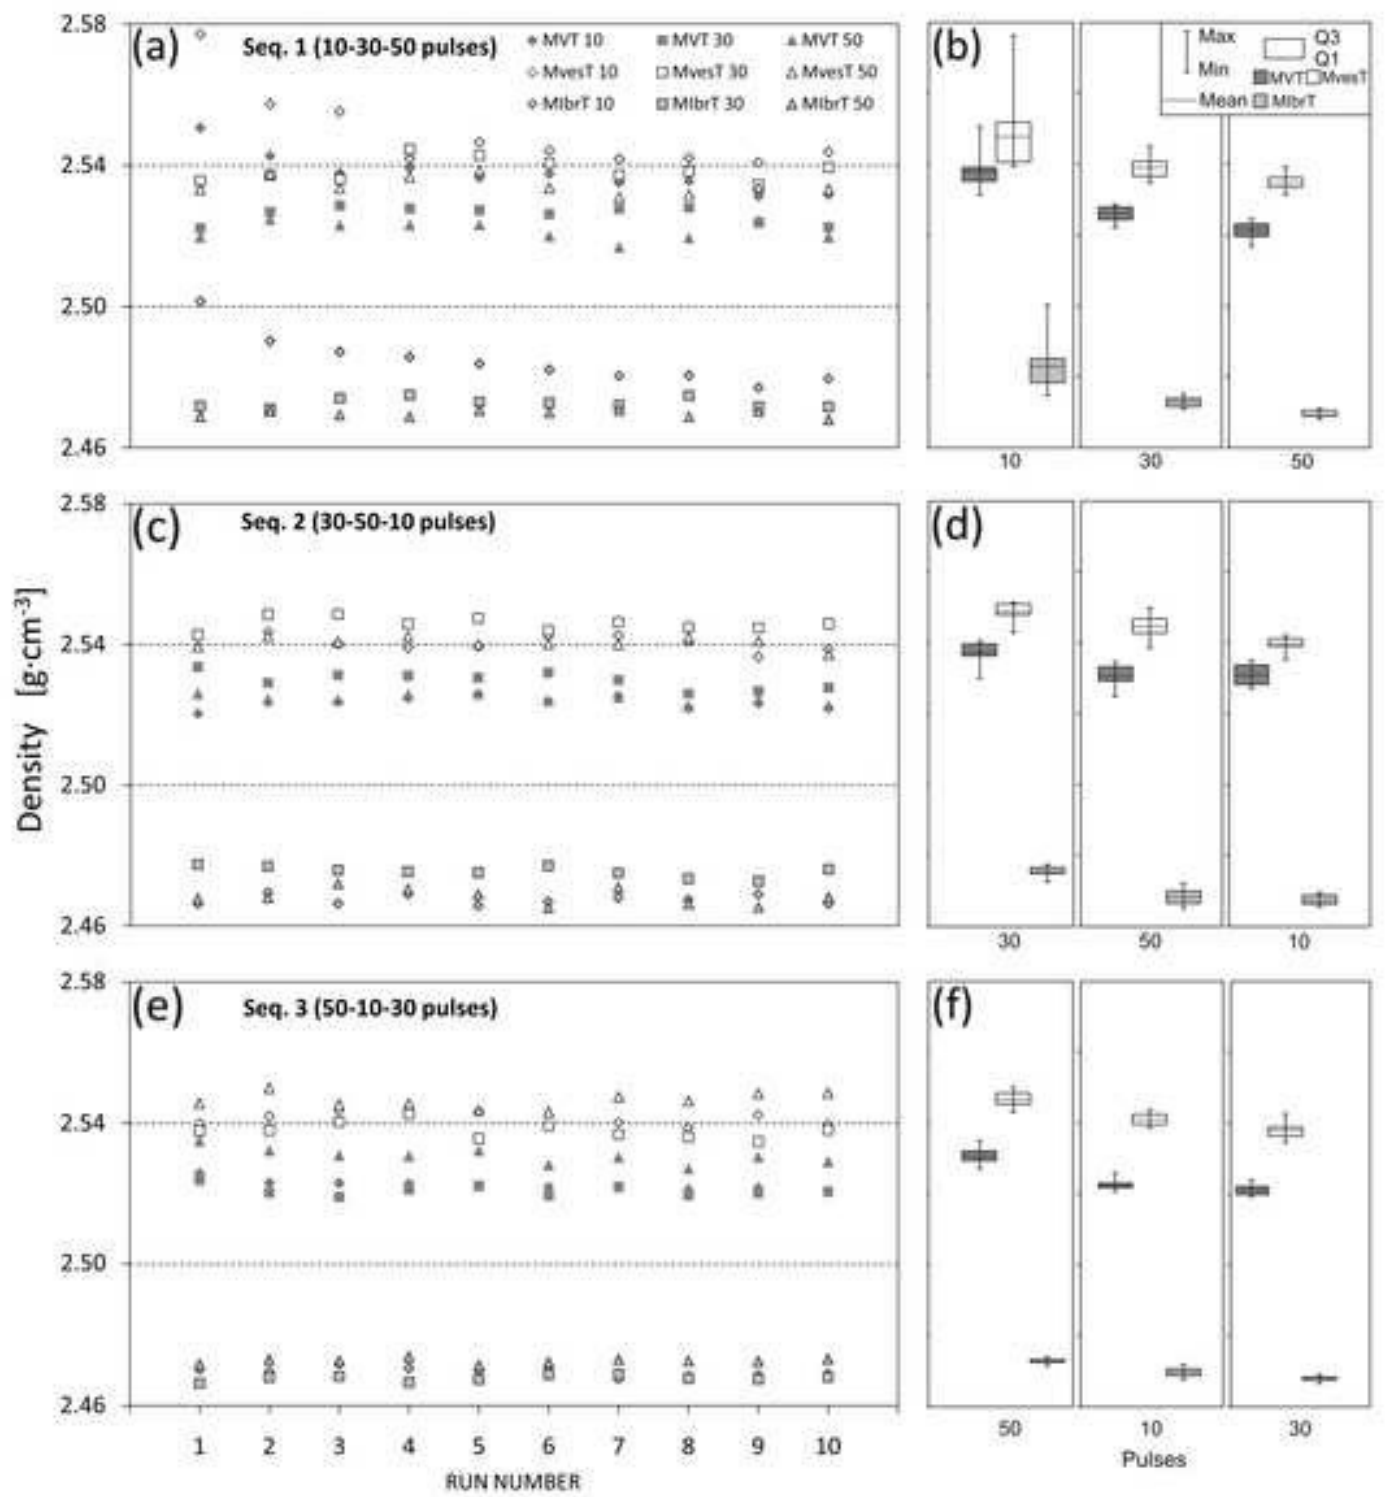 2.58
(a)
Seq. 1 (10-30-50 pulses)
MVT 10 MVT 30 MVT 50
MvesT 10 MvesT 30 MvesT 50
MlbrT 10 MlbrT 30 MlbrT 50
2.54
2.50
2.46
(b)
Max
Min
Mean
Q3
Q1
MVT MvesT
MlbrT
10 30 50
2.58
(c)
Seq. 2 (30-50-10 pulses)
2.54
2.50
2.46
(d)
30 50 10
Density [g·cm⁻³]
2.58
(e)
Seq. 3 (50-10-30 pulses)
2.54
2.50
2.46
1 2 3 4 5 6 7 8 9 10
RUN NUMBER
(f)
50 10 30
Pulses